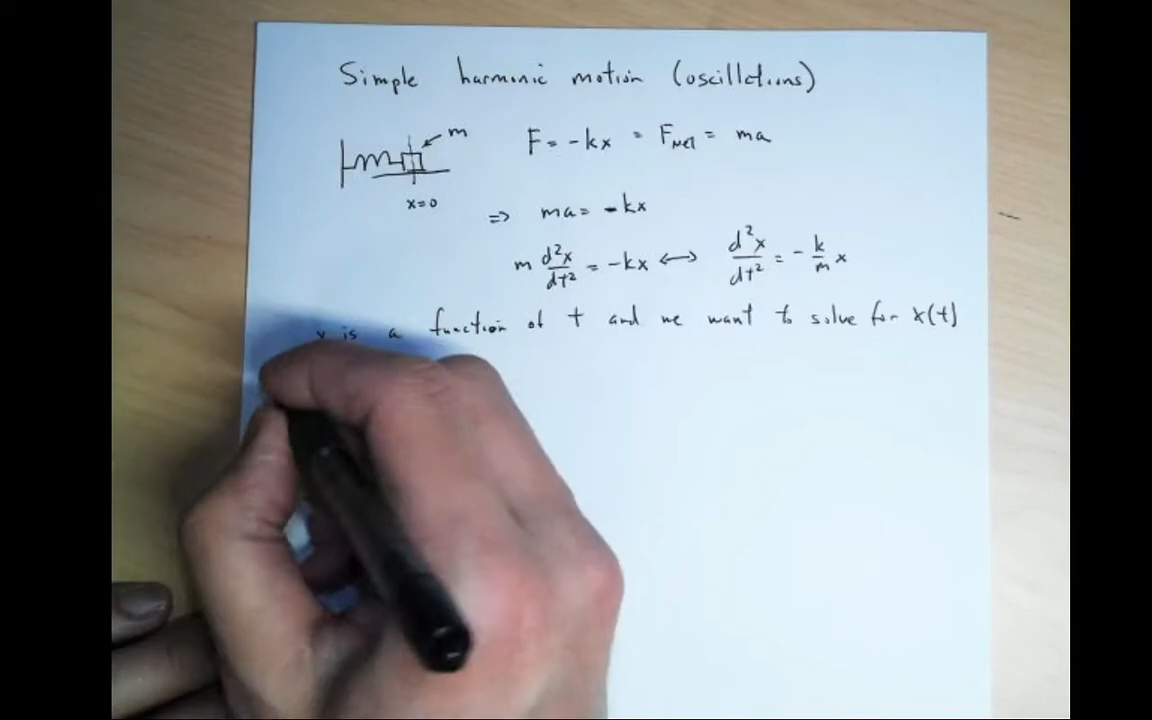 Simple harmonic motion (oscillations)
m
F = -kx = F_Net = ma
x=0
=> ma = -kx
m d²x/dt² = -kx <-> d²x/dt² = - k/m x
x is a function of t and we want to solve for x(t)